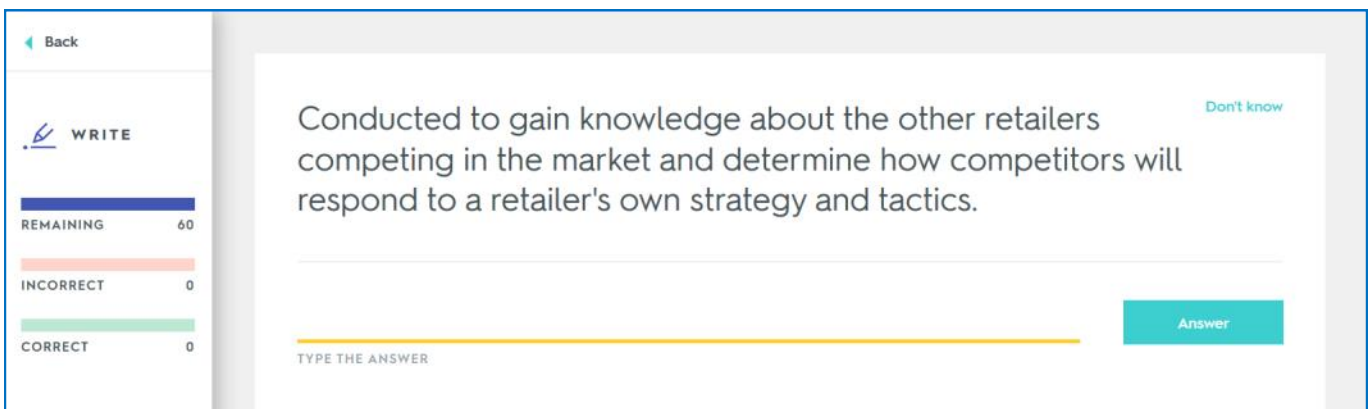 Back
WRITE
REMAINING 60
INCORRECT 0
CORRECT 0
Conducted to gain knowledge about the other retailers
competing in the market and determine how competitors will
respond to a retailer's own strategy and tactics.
Don't know
TYPE THE ANSWER
Answer